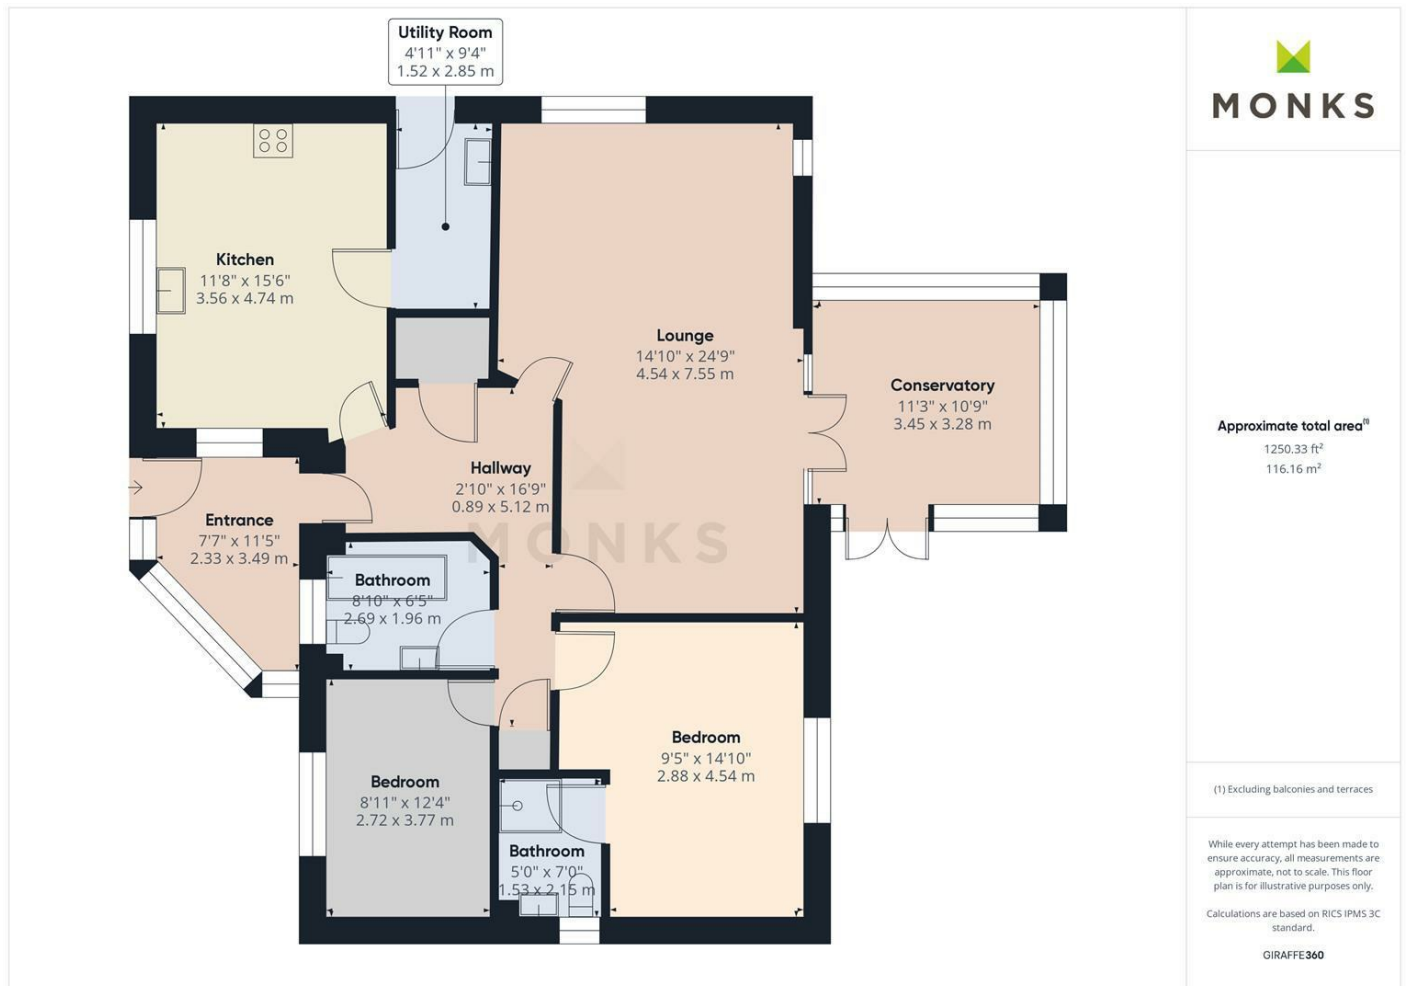 Utility Room
4'11" x 9'4"
1.52 x 2.85 m
MONKS
Kitchen
11'8" x 15'6"
3.56 x 4.74 m
Lounge
14'10" x 24'9"
4.54 x 7.55 m
Conservatory
11'3" x 10'9"
3.45 x 3.28 m
Hallway
2'10" x 16'9"
0.89 x 5.12 m
MONKS
Entrance
7'7" x 11'5"
2.33 x 3.49 m
Bathroom
8'10" x 6'5"
2.69 x 1.96 m
Bedroom
9'5" x 14'10"
2.88 x 4.54 m
Bedroom
8'11" x 12'4"
2.72 x 3.77 m
Bathroom
5'0" x 7'0"
1.53 x 2.15 m
Approximate total area(1)
1250.33 ft²
116.16 m²
(1) Excluding balconies and terraces
While every attempt has been made to
ensure accuracy, all measurements are
approximate, not to scale. This floor
plan is for illustrative purposes only.
Calculations are based on RICS IPMS 3C
standard.
GIRAFFE360